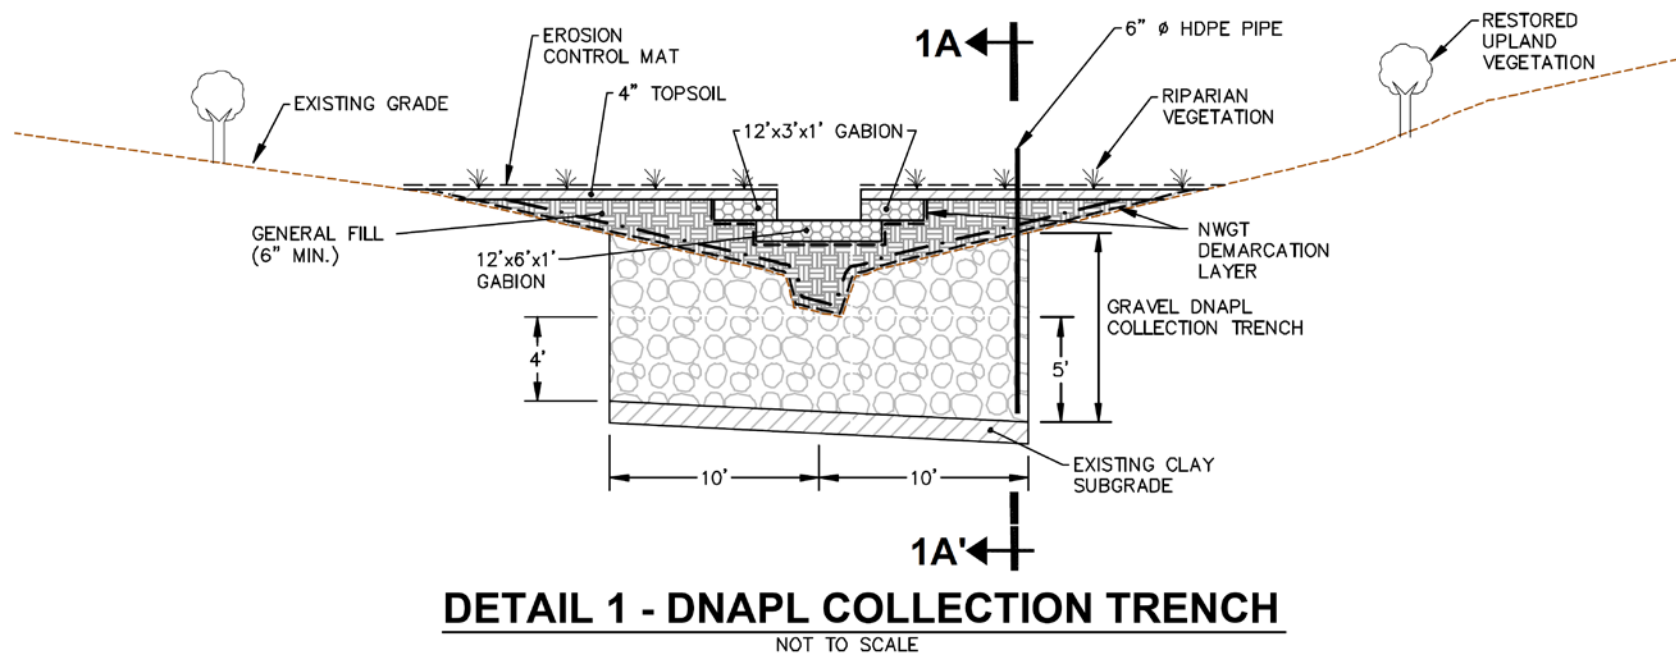 1A
6" ø HDPE PIPE
RESTORED
UPLAND
VEGETATION
EROSION
CONTROL MAT
EXISTING GRADE
4" TOPSOIL
RIPARIAN
VEGETATION
12'x3'x1' GABION
GENERAL FILL
(6" MIN.)
12'x6'x1'
GABION
NWGT
DEMARCATION
LAYER
GRAVEL DNAPL
COLLECTION TRENCH
4'
5'
EXISTING CLAY
SUBGRADE
10'
10'
1A'
DETAIL 1 - DNAPL COLLECTION TRENCH
NOT TO SCALE